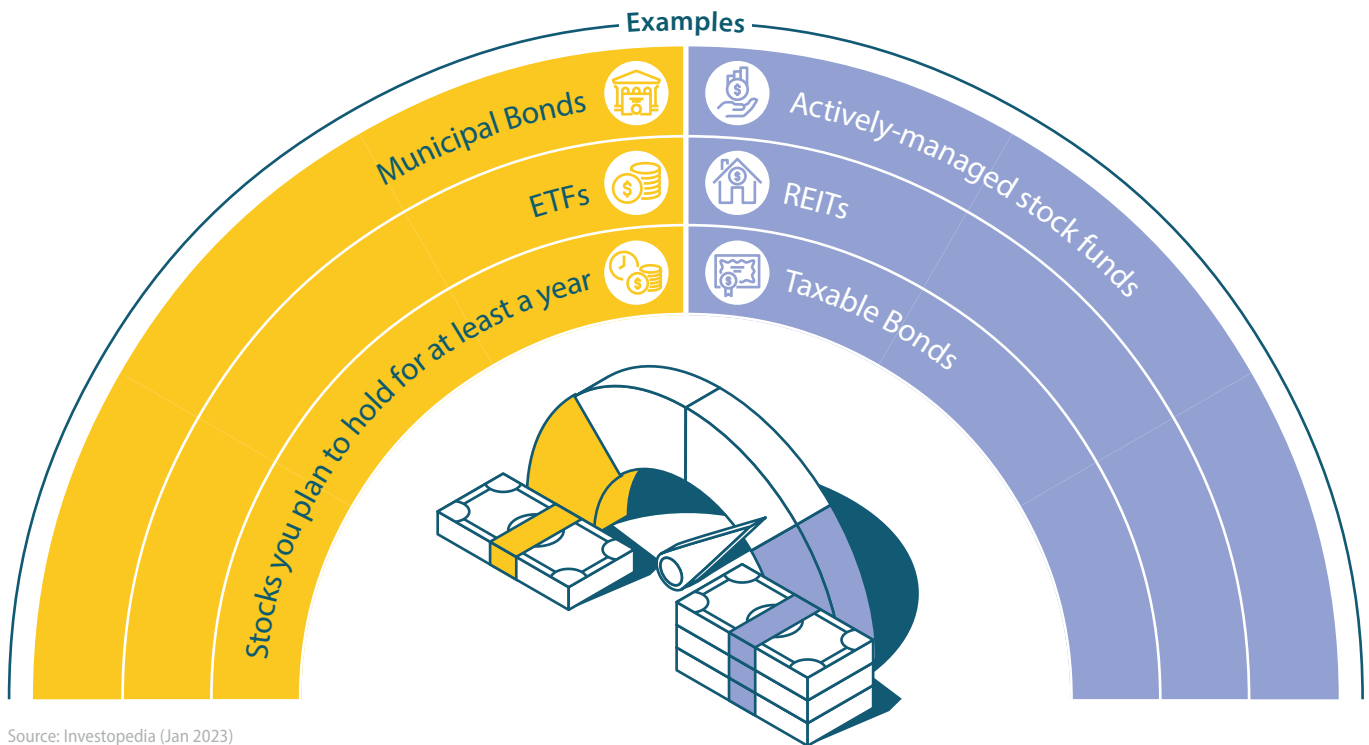 Examples
Municipal Bonds
ETFs
Stocks you plan to hold for at least a year
Actively-managed stock funds
REITs
Taxable Bonds
Source: Investopedia (Jan 2023)